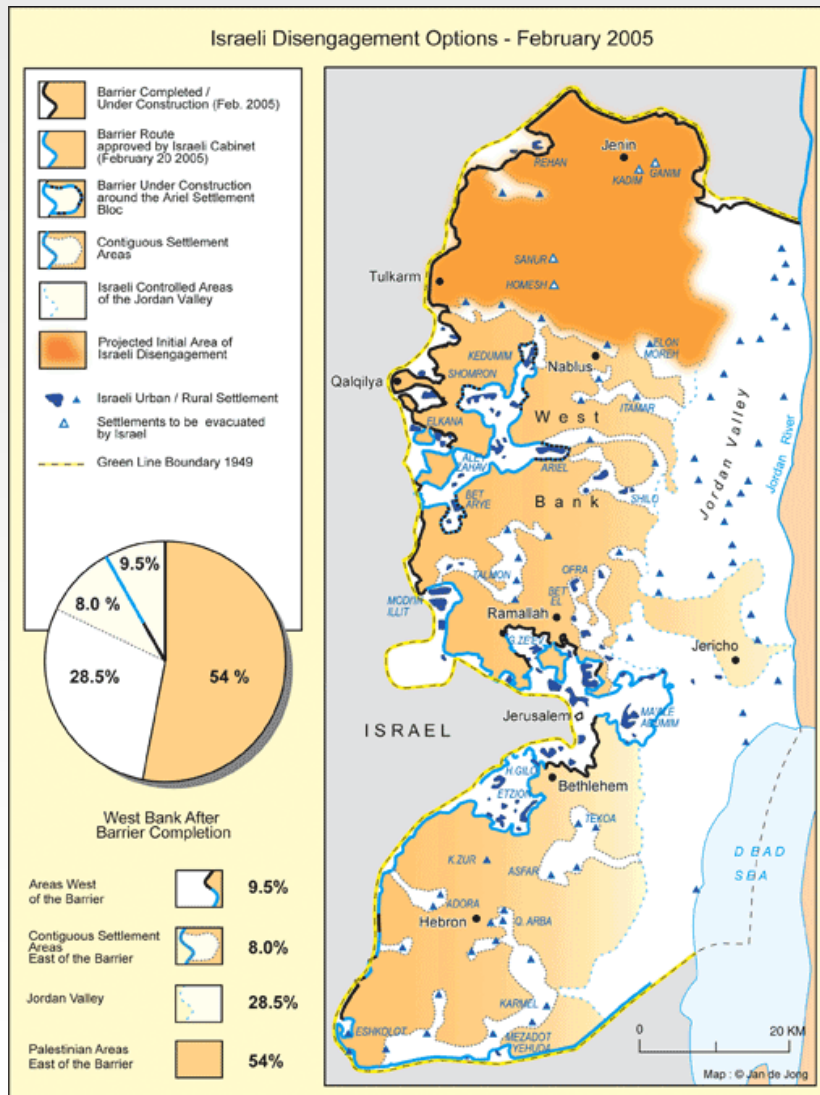 Israeli Disengagement Options - February 2005
Barrier Completed /
Under Construction (Feb. 2005)
Barrier Route
approved by Israeli Cabinet
(February 20 2005)
Barrier Under Construction
around the Ariel Settlement
Bloc
Contiguous Settlement
Areas
Israeli Controlled Areas
of the Jordan Valley
Projected Initial Area of
Israeli Disengagement
Israeli Urban / Rural Settlement
Settlements to be evacuated
by Israel
Green Line Boundary 1949
9.5%
8.0 %
28.5%
54 %
West Bank After
Barrier Completion
Areas West
of the Barrier
9.5%
Contiguous Settlement
Areas
East of the Barrier
8.0%
Jordan Valley
28.5%
Palestinian Areas
East of the Barrier
54%
REHAN
Jenin
KADIM
GANIM
SANUR
Tulkarm
HOMESH
KEDUMIM
Nablus
ELON
MOREH
SHOMRON
Qalqilya
ITAMAR
West
ELKANA
ALEY
ZAHAV
ARIEL
BET
ARYE
SHILO
Bank
Jordan Valley
Jordan River
TALMON
OFRA
BET
EL
MODI'IN
ILLIT
Ramallah
G.ZE'EV
Jericho
Jerusalem
MA'ALE
ADUMIM
ISRAEL
H.GILO
ETZION
Bethlehem
TEKOA
DEAD
SEA
K.ZUR
ASFAR
ADORA
Hebron
Q. ARBA
KARMEL
ESHKOLOT
MEZADOT
YEHUDA
0
20 KM
Map : © Jan de Jong